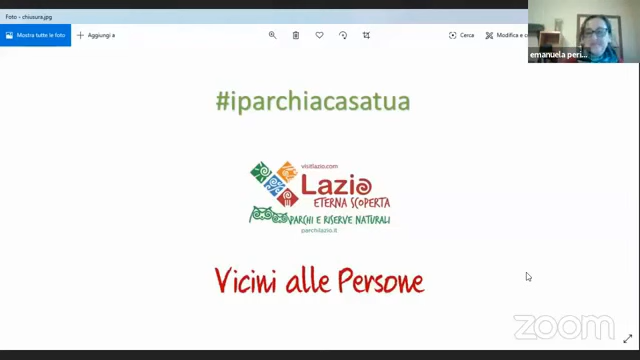 Foto - chiusura.jpg
Mostra tutte le foto
Aggiungi a
Cerca
Modifica e
emanuela peri...
#iparchiacasatua
visitlazio.com
Lazio
ETERNA SCOPERTA
PARCHI E RISERVE NATURALI
parchilazio.it
Vicini alle Persone
zoom